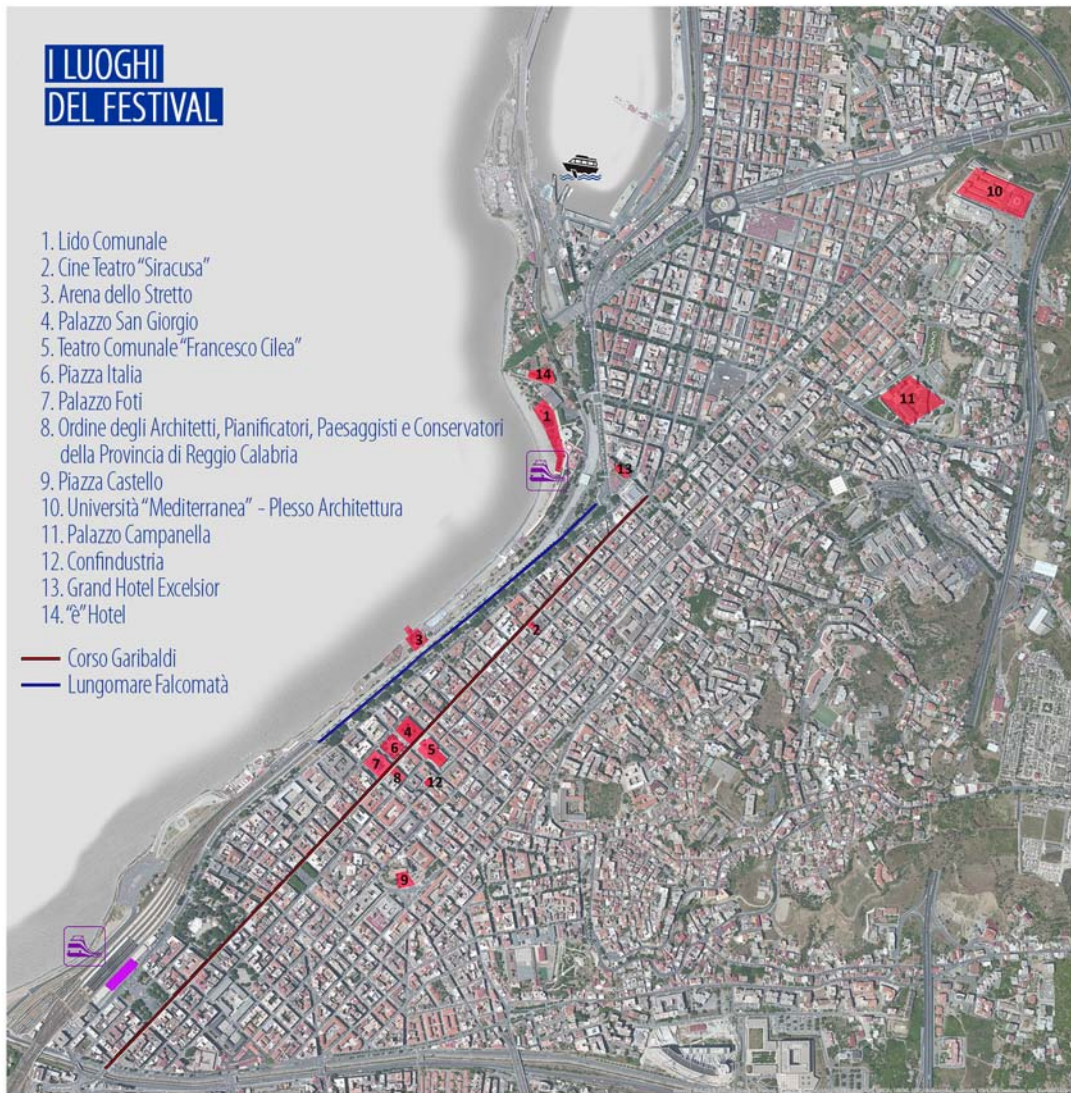 I LUOGHI
DEL FESTIVAL
1. Lido Comunale
2. Cine Teatro “Siracusa”
3. Arena dello Stretto
4. Palazzo San Giorgio
5. Teatro Comunale “Francesco Cilea”
6. Piazza Italia
7. Palazzo Foti
8. Ordine degli Architetti, Pianificatori, Paesaggisti e Conservatori
della Provincia di Reggio Calabria
9. Piazza Castello
10. Università “Mediterranea” - Plesso Architettura
11. Palazzo Campanella
12. Confindustria
13. Grand Hotel Excelsior
14. “è” Hotel
Corso Garibaldi
Lungomare Falcomatà
10
14
11
1
13
2
3
4
6
5
7
8
12
9